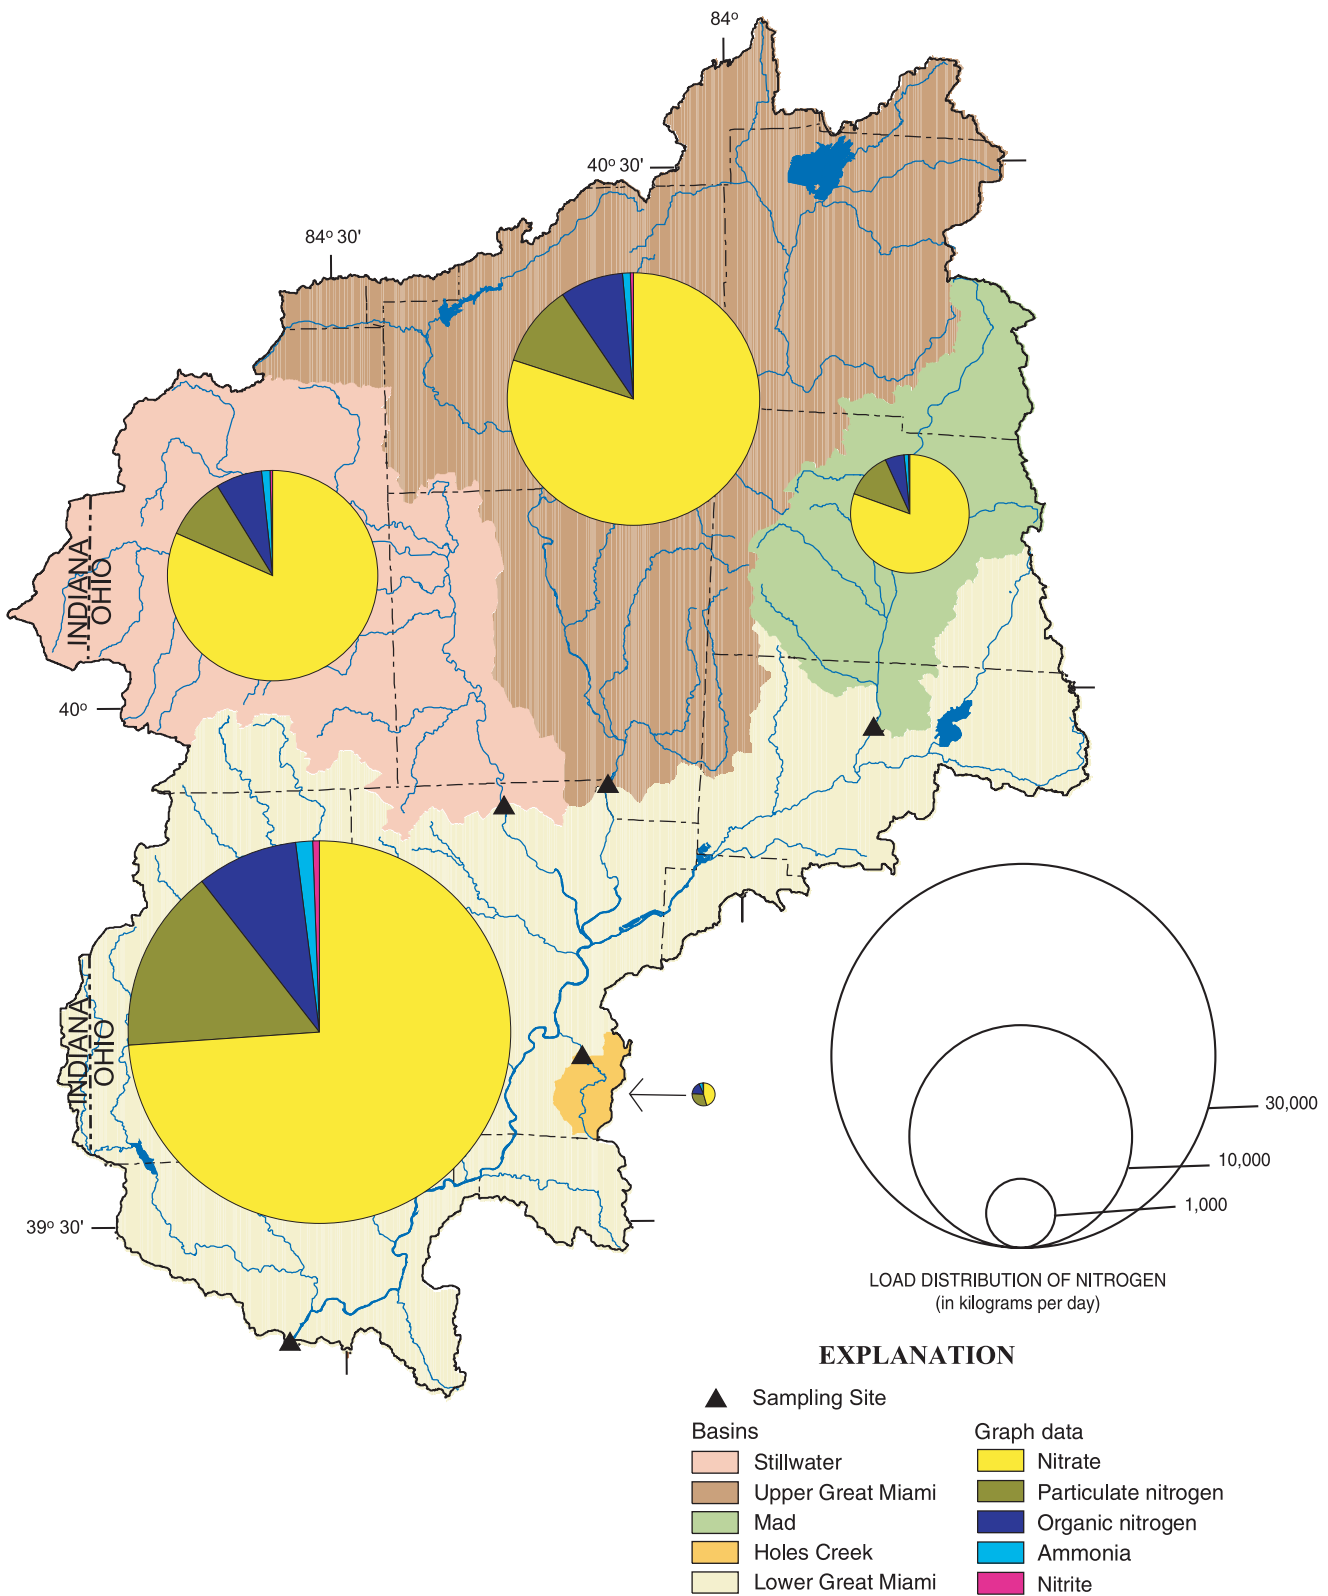 84º
40º 30'
84º 30'
INDIANA
OHIO
40º
INDIANA
OHIO
39º 30'
30,000
10,000
1,000
LOAD DISTRIBUTION OF NITROGEN
(in kilograms per day)
EXPLANATION
Sampling Site
Basins
Stillwater
Upper Great Miami
Mad
Holes Creek
Lower Great Miami
Graph data
Nitrate
Particulate nitrogen
Organic nitrogen
Ammonia
Nitrite